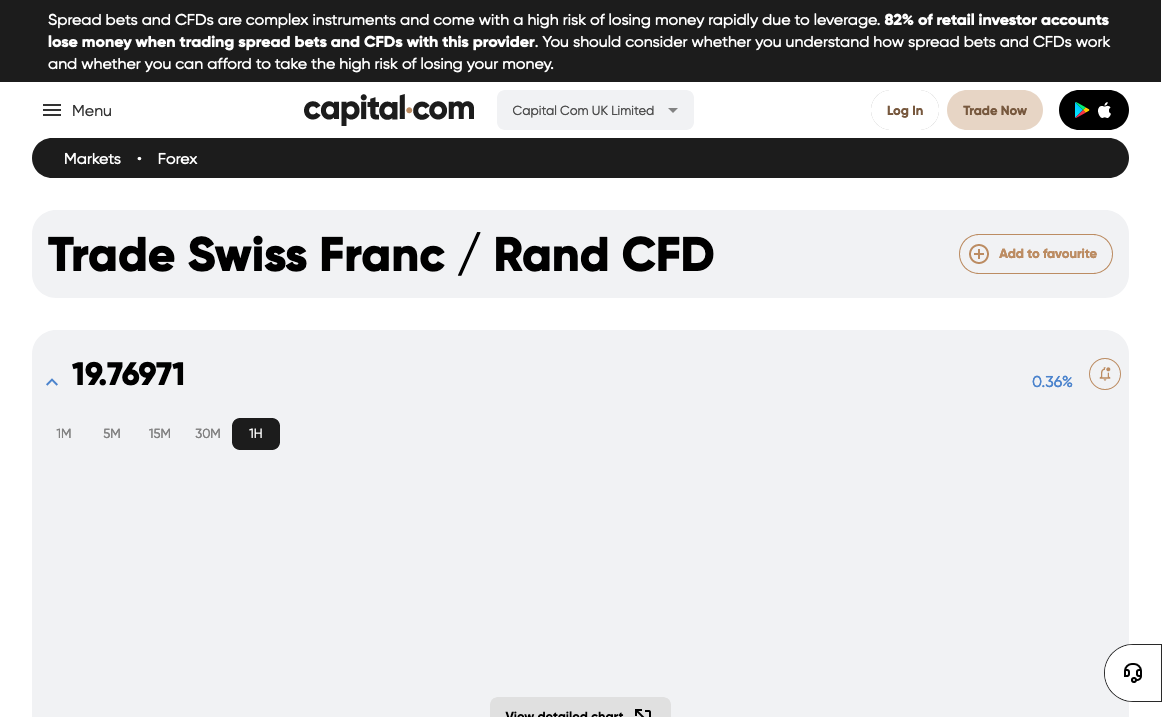 Spread bets and CFDs are complex instruments and come with a high risk of losing money rapidly due to leverage. 82% of retail investor accounts
lose money when trading spread bets and CFDs with this provider. You should consider whether you understand how spread bets and CFDs work
and whether you can afford to take the high risk of losing your money.
Menu
capital.com
Capital Com UK Limited
Log In
Trade Now
Markets • Forex
Trade Swiss Franc / Rand CFD
Add to favourite
19.76971
0.36%
1M 5M 15M 30M 1H
View detailed chart